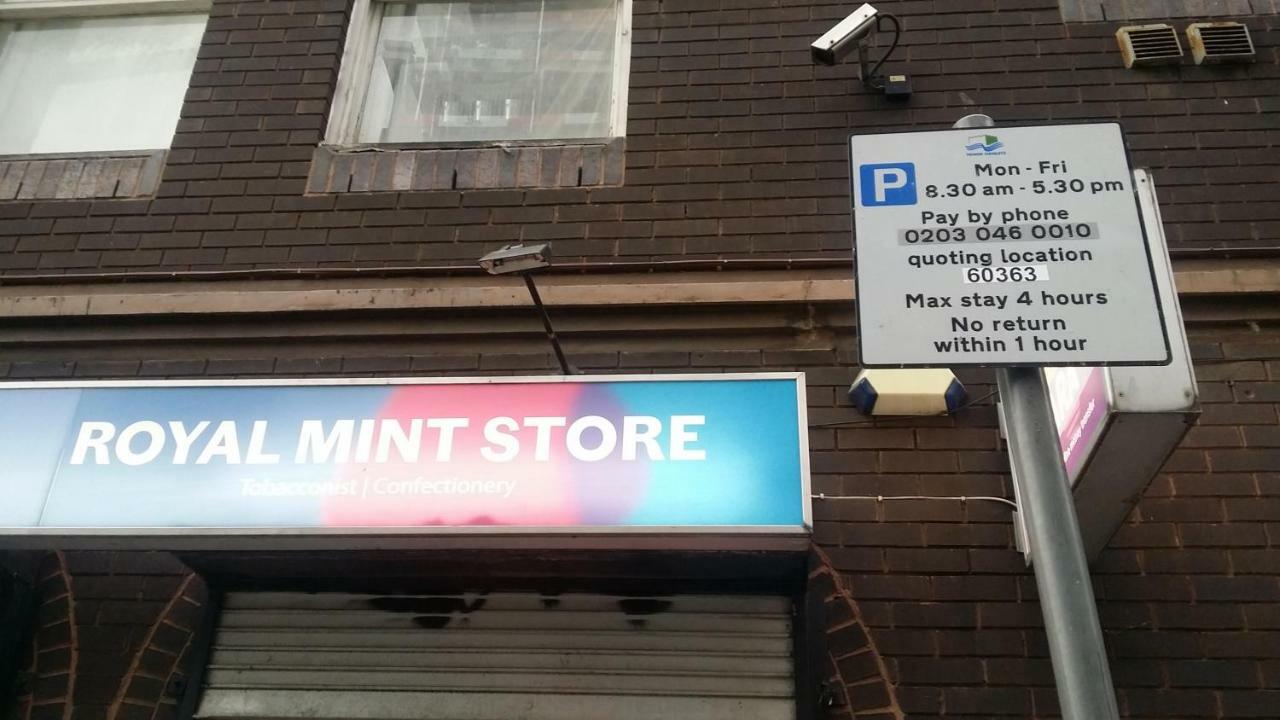 P
Mon - Fri
8.30 am - 5.30 pm
Pay by phone
0203 046 0010
quoting location
60363
Max stay 4 hours
No return
within 1 hour
ROYAL MINT STORE
Tobacconist | Confectionery